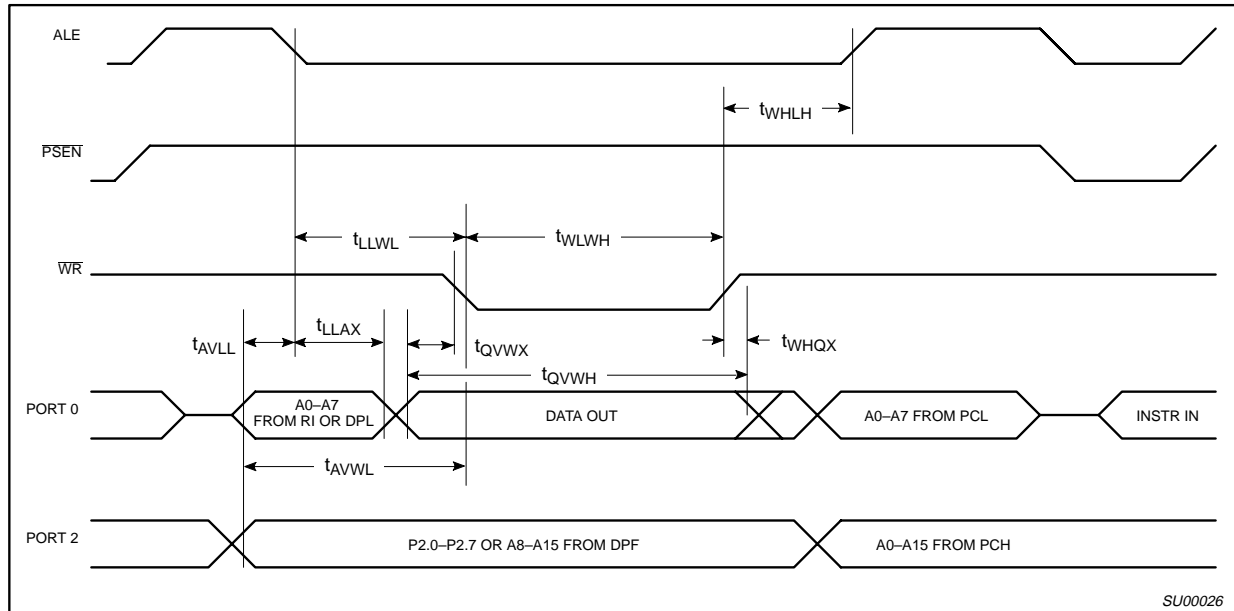 ALE
tWHLH
PSEN
tLLWL
tWLWH
WR
tLLAX
tAVLL
tQVWX
tWHQX
tQVWH
PORT 0
A0–A7
FROM RI OR DPL
DATA OUT
A0–A7 FROM PCL
INSTR IN
tAVWL
PORT 2
P2.0–P2.7 OR A8–A15 FROM DPF
A0–A15 FROM PCH
SU00026